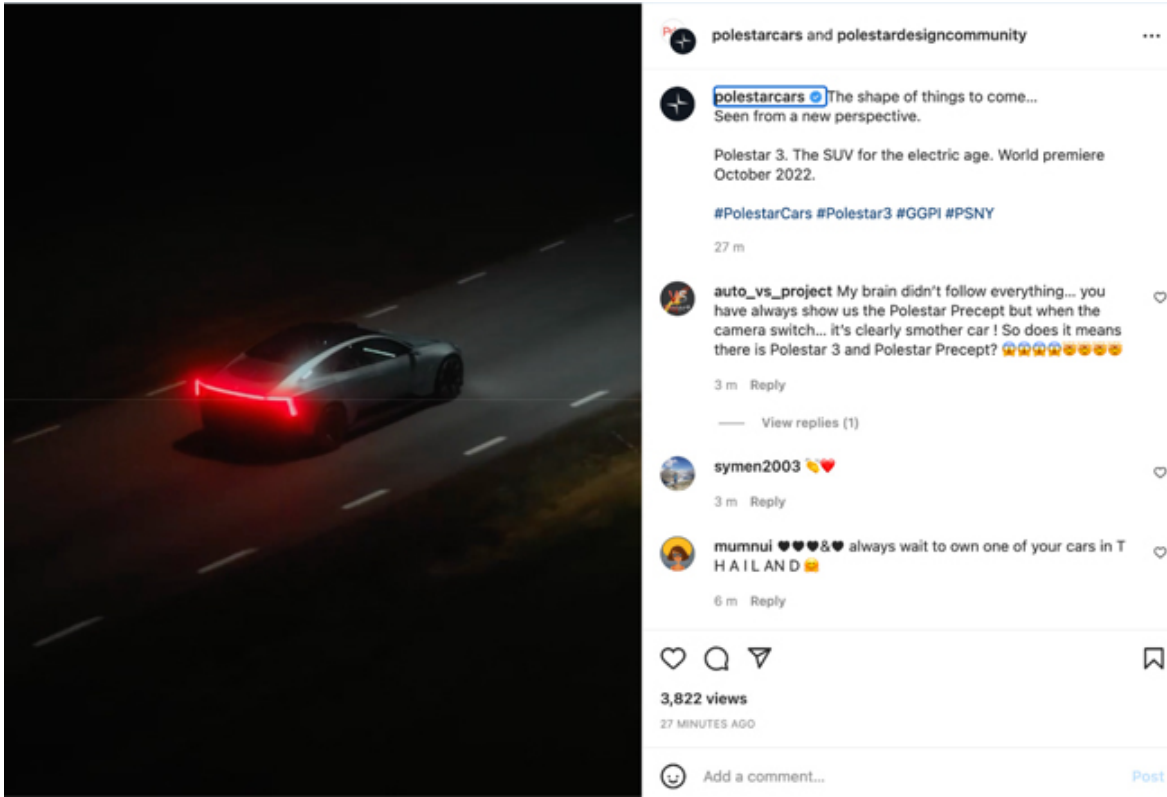 polestarcars and polestardesigncommunity
polestarcars The shape of things to come...
Seen from a new perspective.
Polestar 3. The SUV for the electric age. World premiere
October 2022.
#PolestarCars #Polestar3 #GGPI #PSNY
27 m
auto_vs_project My brain didn't follow everything... you
have always show us the Polestar Precept but when the
camera switch... it's clearly smother car ! So does it means
there is Polestar 3 and Polestar Precept? 😱😱😱😱🤯🤯🤯🤯
3 m Reply
View replies (1)
symen2003 👏❤️
3 m Reply
mumnui 🖤🖤🖤&🖤 always wait to own one of your cars in T
H A I L AN D 🤗
6 m Reply
3,822 views
27 MINUTES AGO
Add a comment...
Post